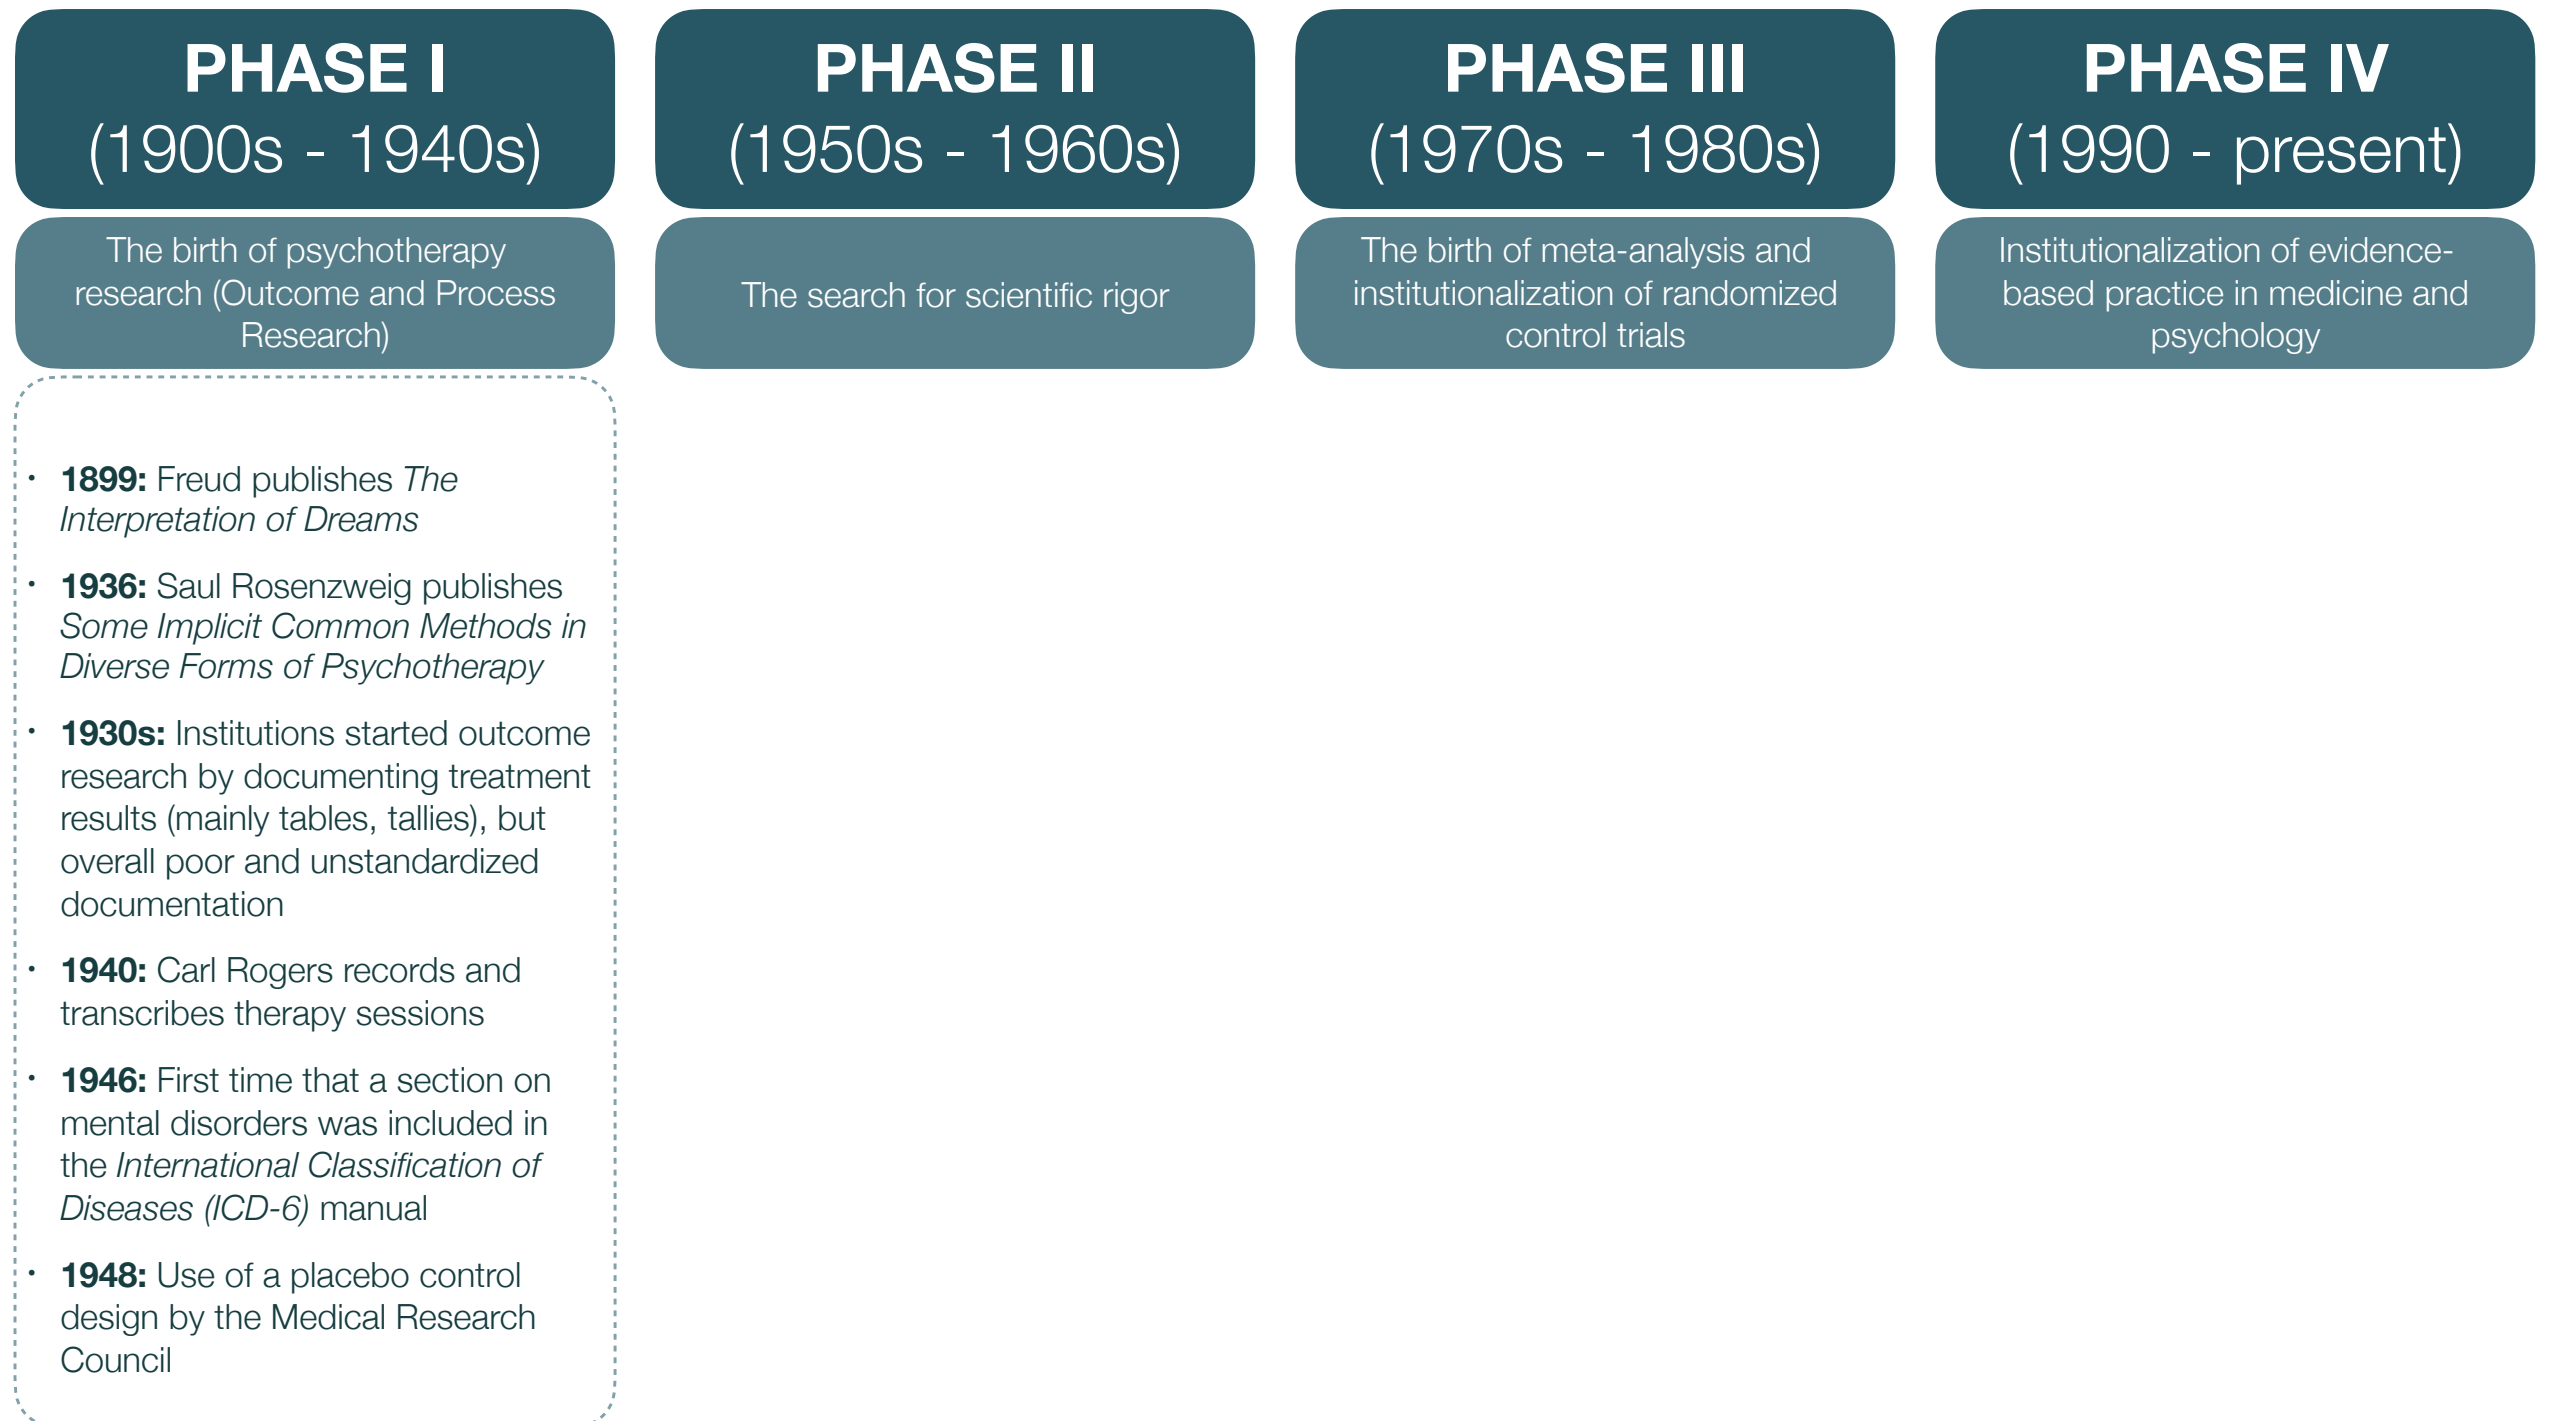 PHASE I
(1900s - 1940s)
The birth of psychotherapy
research (Outcome and Process
Research)
• 1899: Freud publishes The
Interpretation of Dreams
• 1936: Saul Rosenzweig publishes
Some Implicit Common Methods in
Diverse Forms of Psychotherapy
• 1930s: Institutions started outcome
research by documenting treatment
results (mainly tables, tallies), but
overall poor and unstandardized
documentation
• 1940: Carl Rogers records and
transcribes therapy sessions
• 1946: First time that a section on
mental disorders was included in
the International Classification of
Diseases (ICD-6) manual
• 1948: Use of a placebo control
design by the Medical Research
Council
PHASE II
(1950s - 1960s)
The search for scientific rigor
PHASE III
(1970s - 1980s)
The birth of meta-analysis and
institutionalization of randomized
control trials
PHASE IV
(1990 - present)
Institutionalization of evidence-
based practice in medicine and
psychology